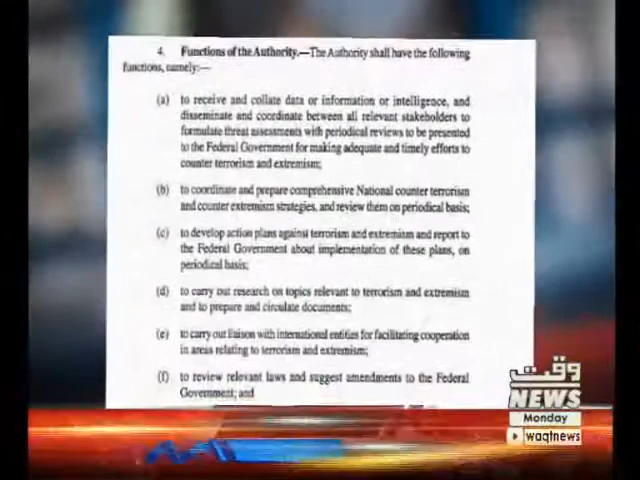 4. Functions of the Authority.—The Authority shall have the following
functions, namely:—
(a) to receive and collate data or information or intelligence, and
disseminate and coordinate between all relevant stakeholders to
formulate threat assessments with periodical reviews to be presented
to the Federal Government for making adequate and timely efforts to
counter terrorism and extremism;
(b) to coordinate and prepare comprehensive National counter terrorism
and counter extremism strategies, and review them on periodical basis;
(c) to develop action plans against terrorism and extremism and report to
the Federal Government about implementation of these plans, on
periodical basis;
(d) to carry out research on topics relevant to terrorism and extremism
and to prepare and circulate documents;
(e) to carry out liaison with international entities for facilitating cooperation
in areas relating to terrorism and extremism;
(f) to review relevant laws and suggest amendments to the Federal
Government; and
وقت
NEWS
Monday
waqtnews